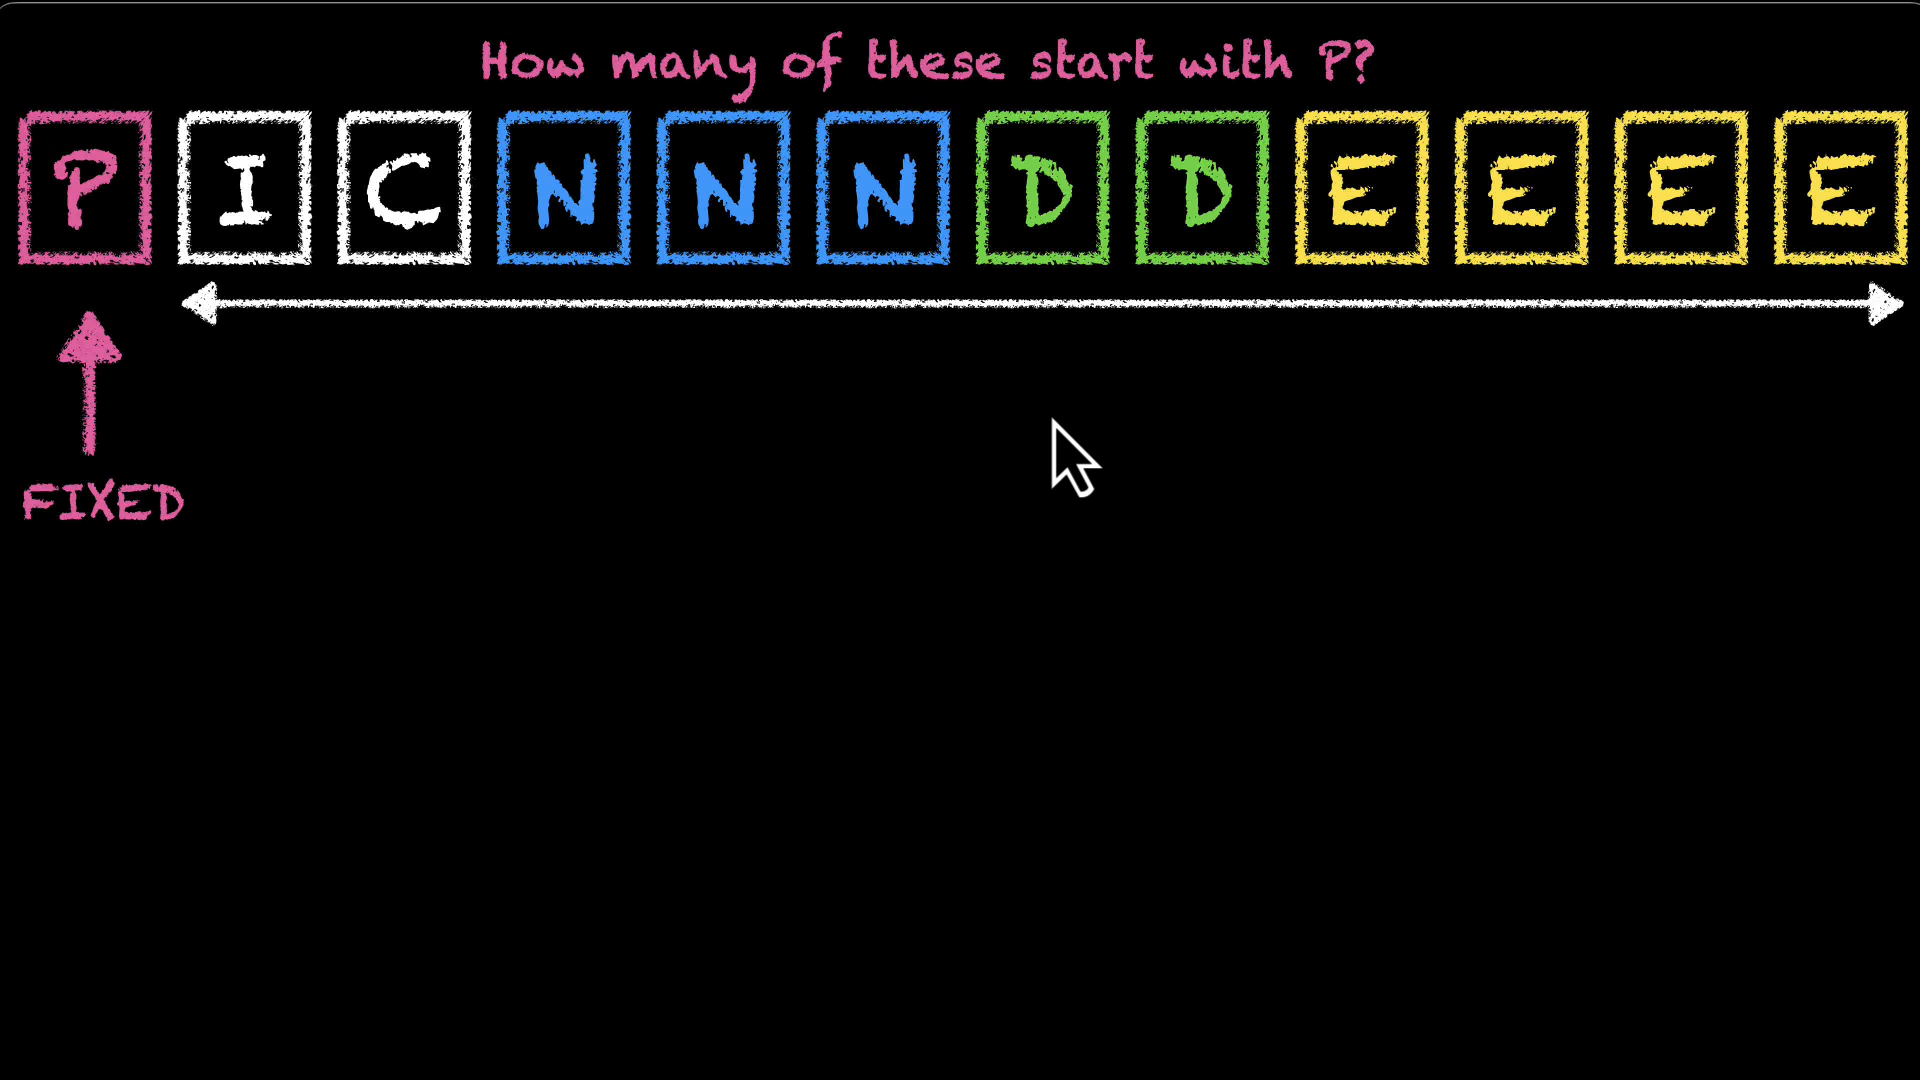 How many of these start with P?
P I C N N N D D E E E E
FIXED